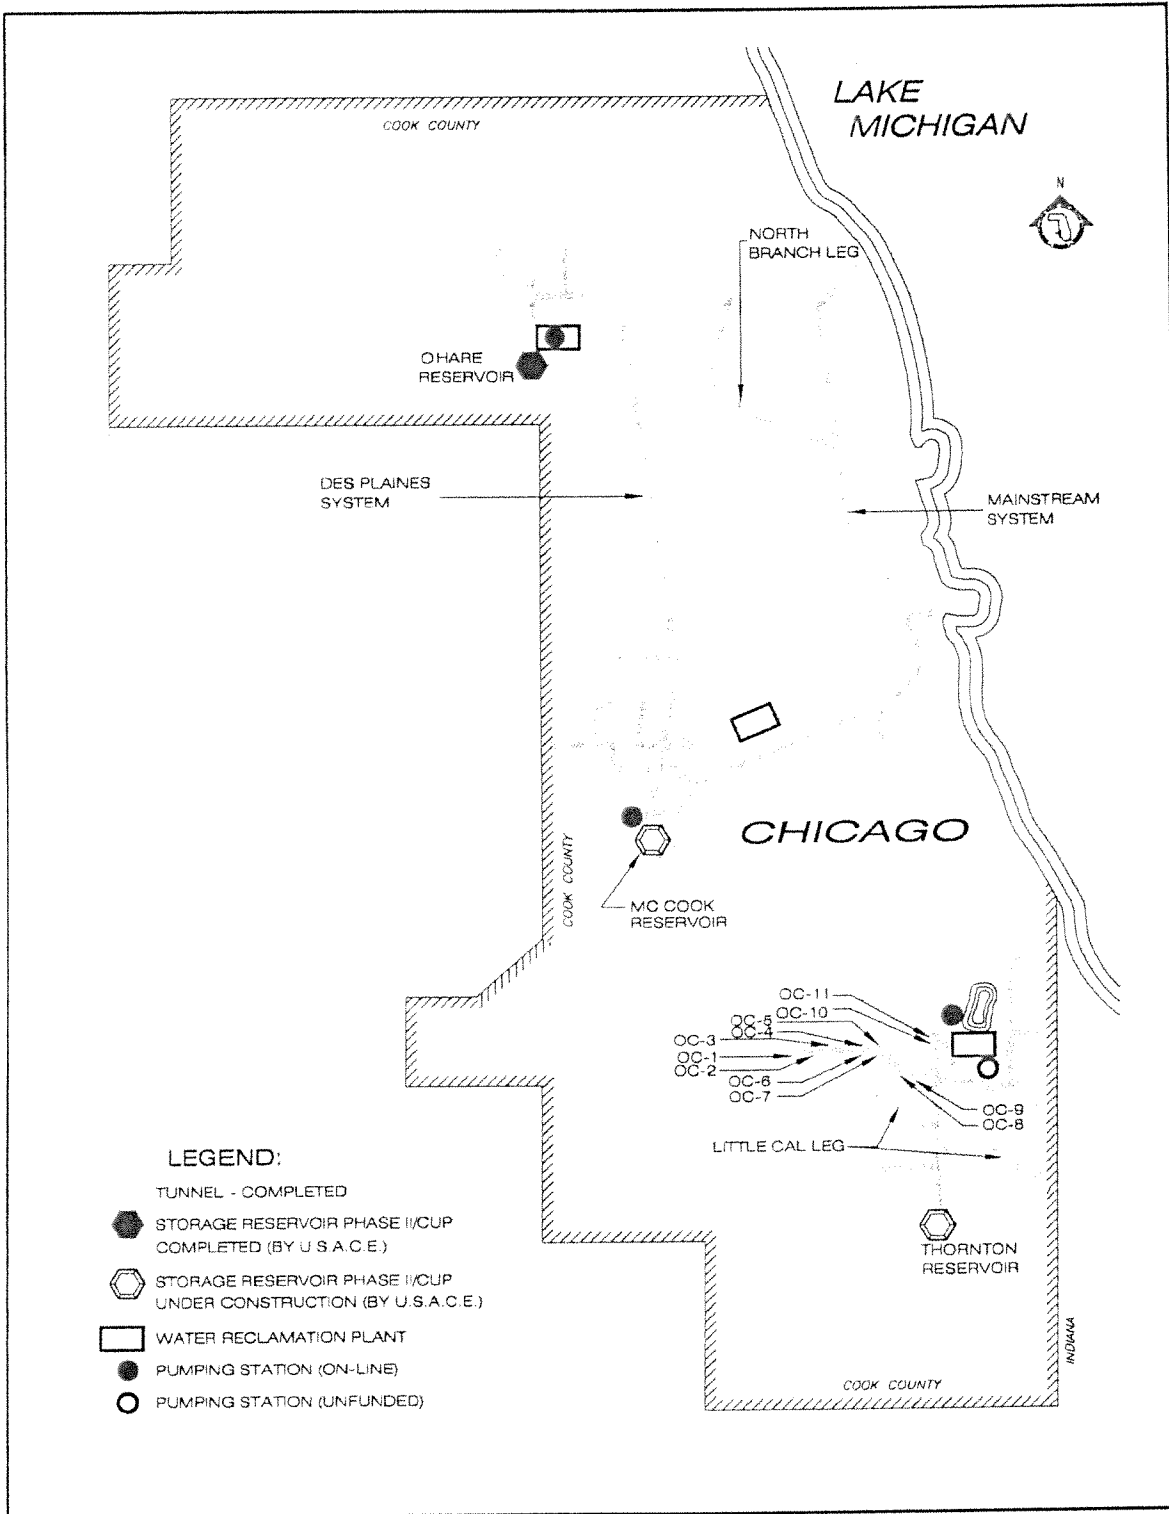 LAKE
MICHIGAN
COOK COUNTY
N
NORTH
BRANCH LEG
OHARE
RESERVOIR
DES PLAINES
SYSTEM
MAINSTREAM
SYSTEM
CHICAGO
COOK COUNTY
MC COOK
RESERVOIR
OC-11
OC-10
OC-5
OC-4
OC-3
OC-1
OC-2
OC-6
OC-7
OC-9
OC-8
LITTLE CAL LEG
THORNTON
RESERVOIR
INDIANA
COOK COUNTY
LEGEND:
TUNNEL - COMPLETED
STORAGE RESERVOIR PHASE II/CUP
COMPLETED (BY U.S.A.C.E.)
STORAGE RESERVOIR PHASE II/CUP
UNDER CONSTRUCTION (BY U.S.A.C.E.)
WATER RECLAMATION PLANT
PUMPING STATION (ON-LINE)
PUMPING STATION (UNFUNDED)